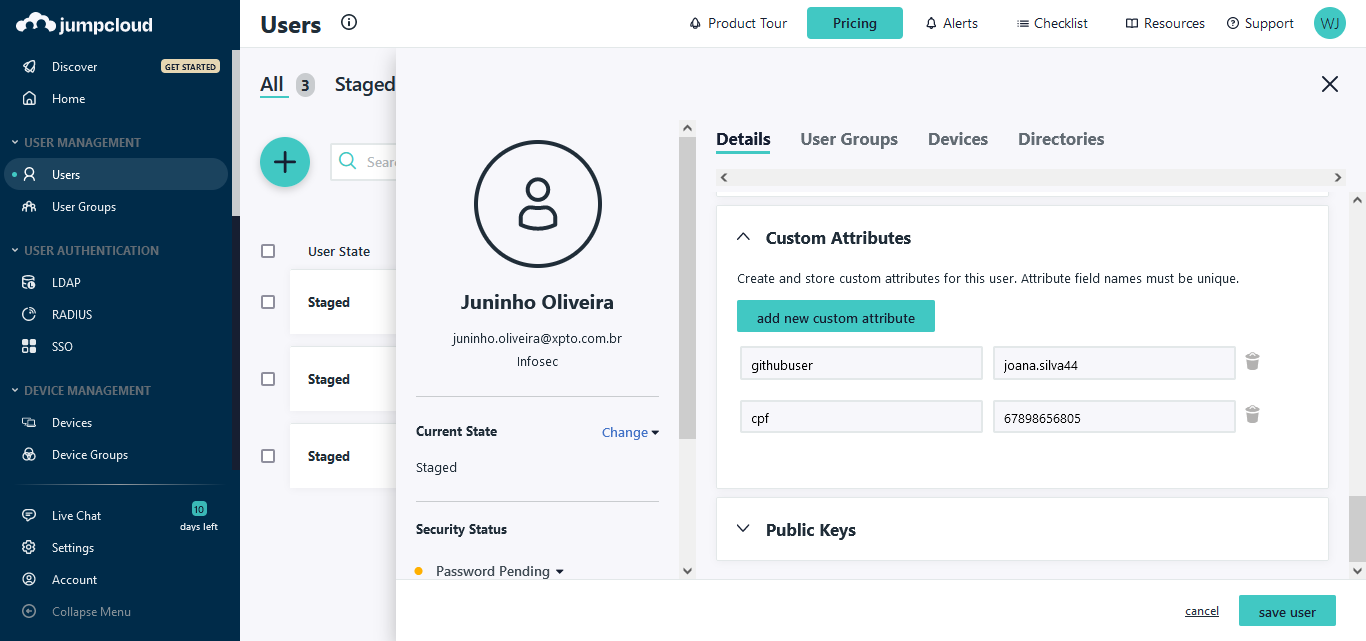 jumpcloud
Discover
GET STARTED
Home
USER MANAGEMENT
Users
User Groups
USER AUTHENTICATION
LDAP
RADIUS
SSO
DEVICE MANAGEMENT
Devices
Device Groups
Live Chat
10
days left
Settings
Account
Collapse Menu
Users
Product Tour
Pricing
Alerts
Checklist
Resources
Support
WJ
All 3 Staged
Sear
User State
Staged
Staged
Staged
Juninho Oliveira
juninho.oliveira@xpto.com.br
Infosec
Current State
Change
Staged
Security Status
Password Pending
Details
User Groups
Devices
Directories
Custom Attributes
Create and store custom attributes for this user. Attribute field names must be unique.
add new custom attribute
githubuser
joana.silva44
cpf
67898656805
Public Keys
cancel
save user